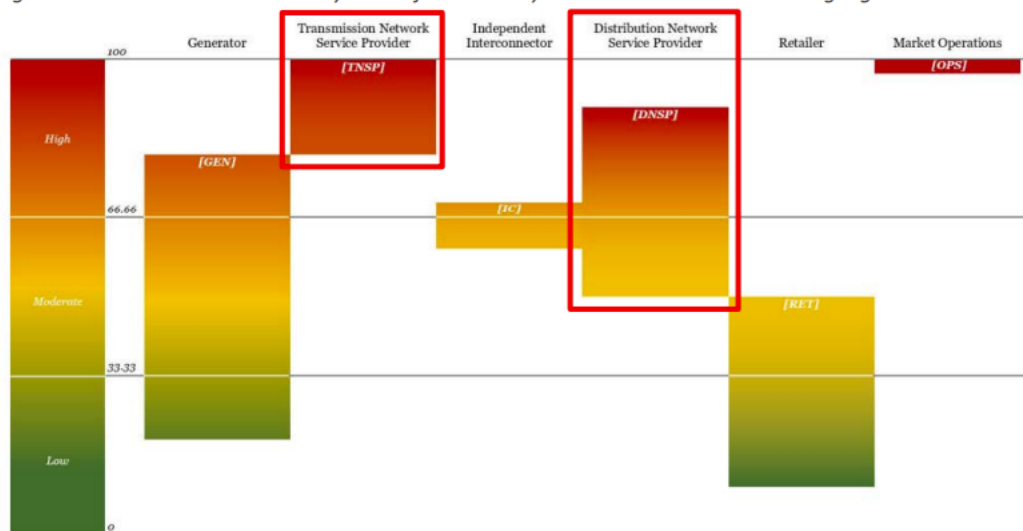 Generator
Transmission Network
Service Provider
Independent
Interconnector
Distribution Network
Service Provider
Retailer
Market Operations
100
[TNSP]
[OPS]
[DNSP]
High
[GEN]
66.66
[IC]
Moderate
[RET]
33.33
Low
0